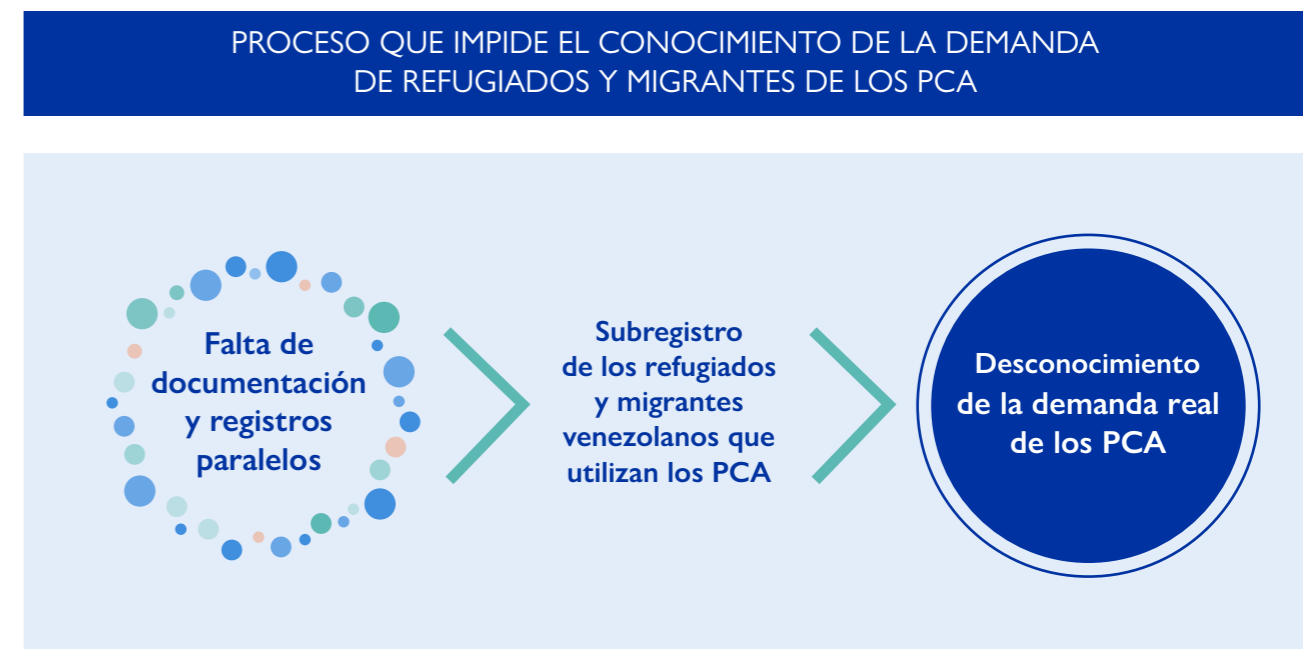 PROCESO QUE IMPIDE EL CONOCIMIENTO DE LA DEMANDA
DE REFUGIADOS Y MIGRANTES DE LOS PCA
Falta de
documentación
y registros
paralelos
Subregistro
de los refugiados
y migrantes
venezolanos que
utilizan los PCA
Desconocimiento
de la demanda real
de los PCA